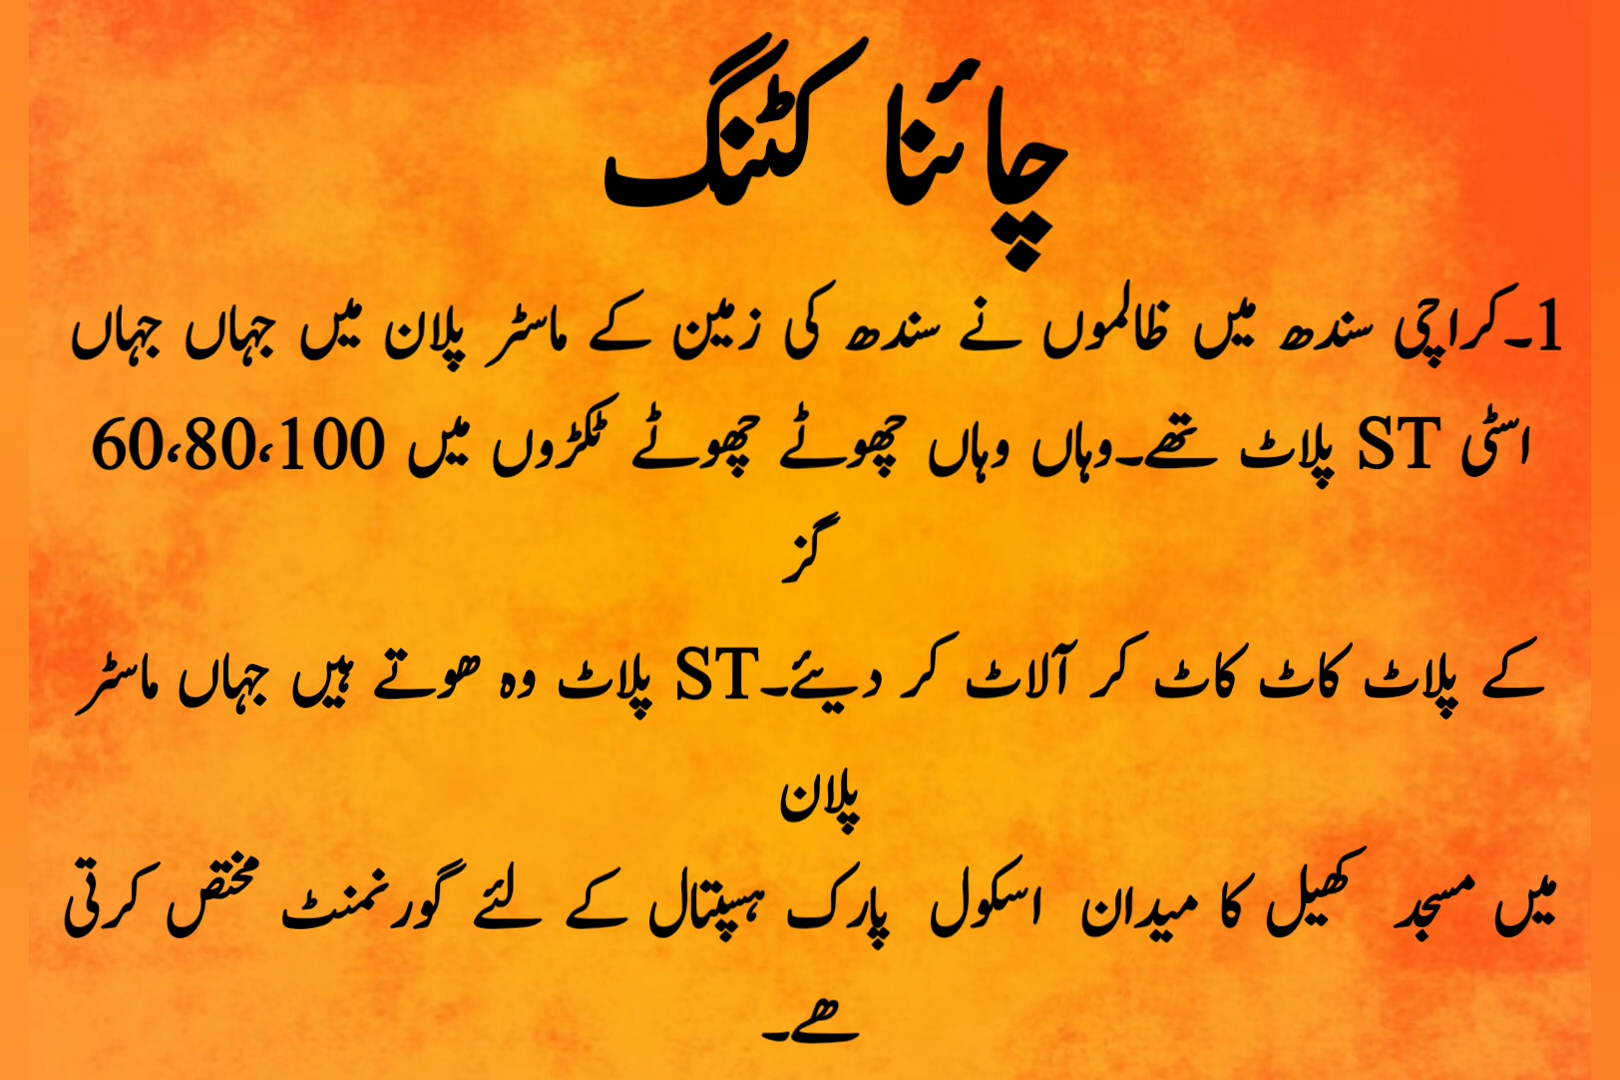 چائنا کٹنگ
1۔کراچی سندھ میں ظالموں نے سندھ کی زمین کے ماسٹر پلان میں جہاں جہاں
اسٹی ST پلاٹ تھے۔وہاں وہاں چھوٹے چھوٹے ٹکڑوں میں 100،80،60
گز
کے پلاٹ کاٹ کاٹ کر آلاٹ کر دیئے۔ST پلاٹ وہ ھوتے ہیں جہاں ماسٹر
پلان
میں مسجد کھیل کا میدان اسکول پارک ہسپتال کے لئے گورنمنٹ مختص کرتی
ھے۔